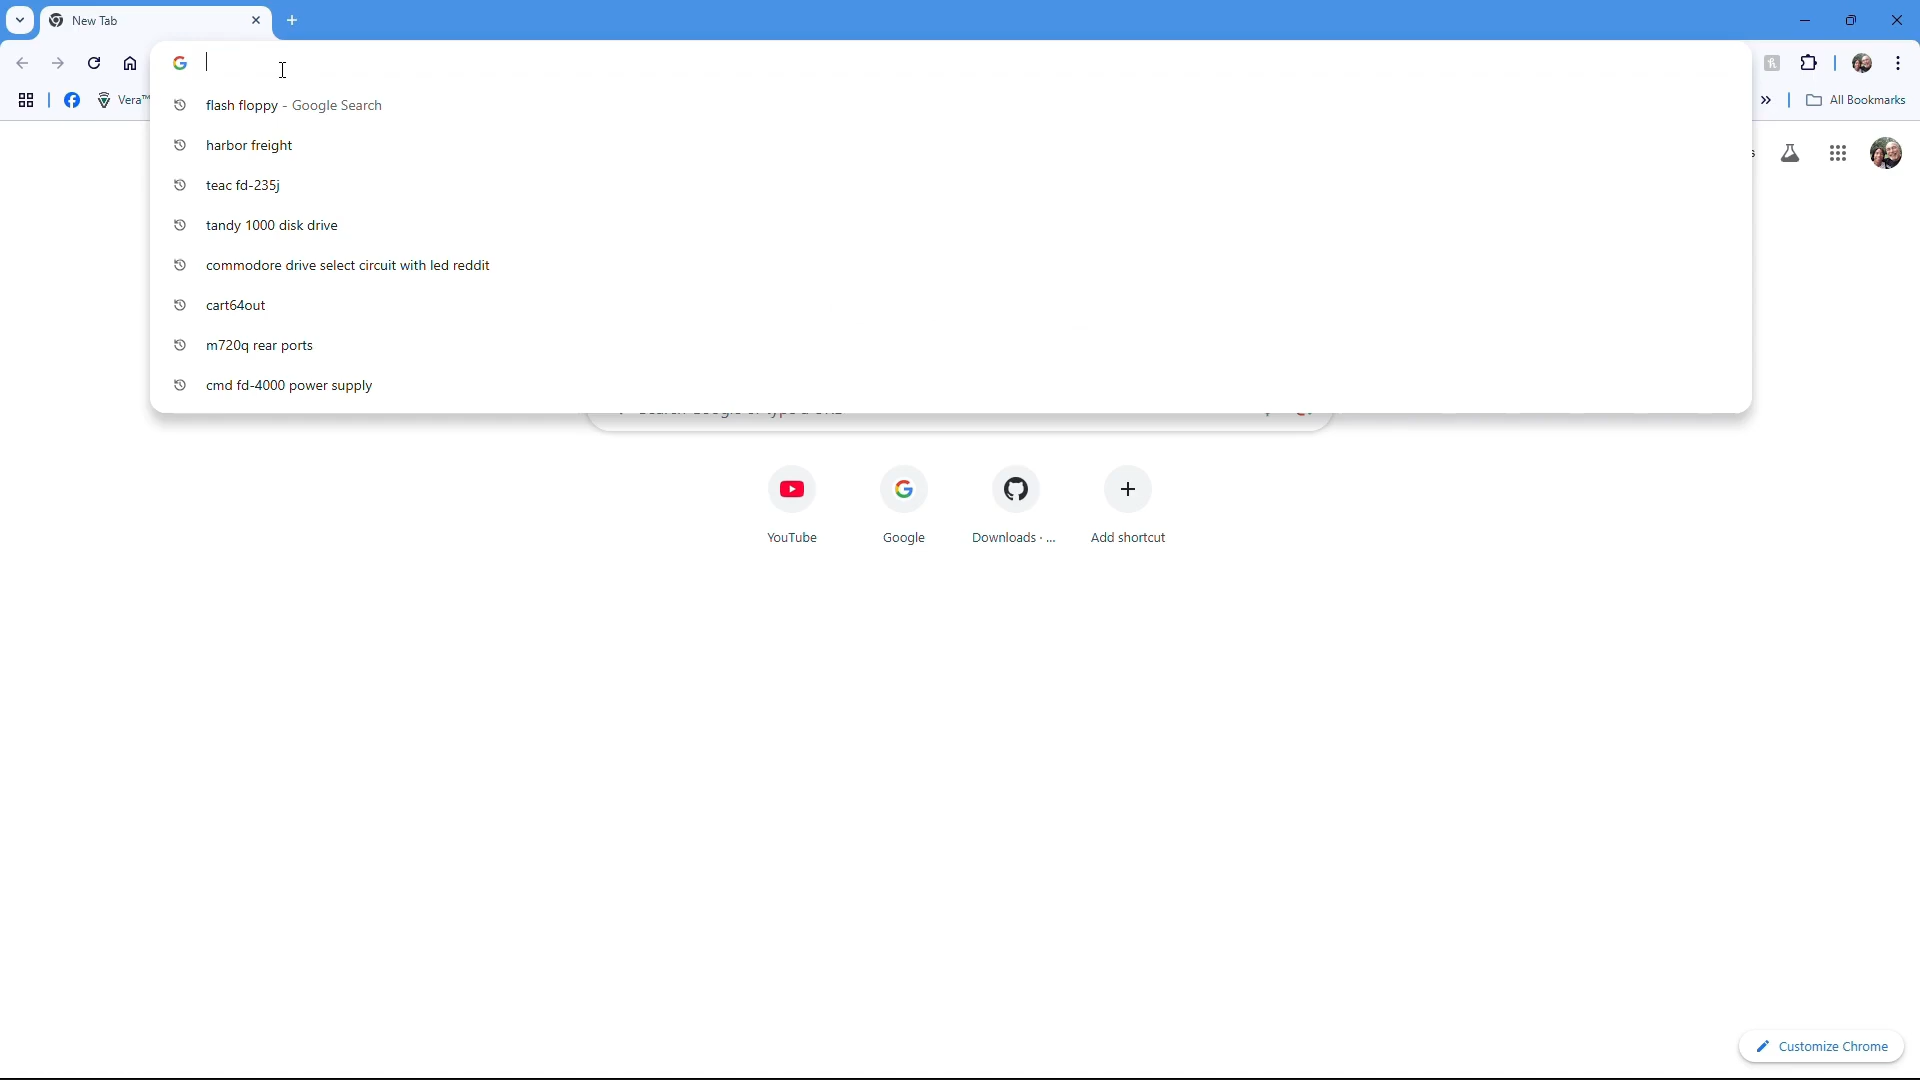 New Tab
flash floppy - Google Search
Vera™
All Bookmarks
harbor freight
teac fd-235j
tandy 1000 disk drive
commodore drive select circuit with led reddit
cart64out
m720q rear ports
cmd fd-4000 power supply
YouTube
Google
Downloads · ...
Add shortcut
Customize Chrome